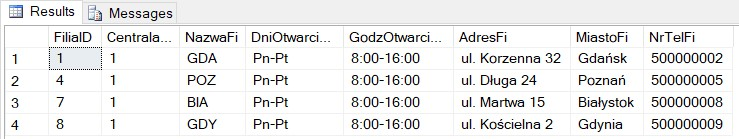 Results Messages
FiliaID Centrala... NazwaFi DniOtwarci... GodzOtwarci... AdresFi MiastoFi NrTelFi
1 1 1 GDA Pn-Pt 8:00-16:00 ul. Korzenna 32 Gdańsk 500000002
2 4 1 POZ Pn-Pt 8:00-16:00 ul. Długa 24 Poznań 500000005
3 7 1 BIA Pn-Pt 8:00-16:00 ul. Martwa 15 Białystok 500000008
4 8 1 GDY Pn-Pt 8:00-16:00 ul. Kościelna 2 Gdynia 500000009